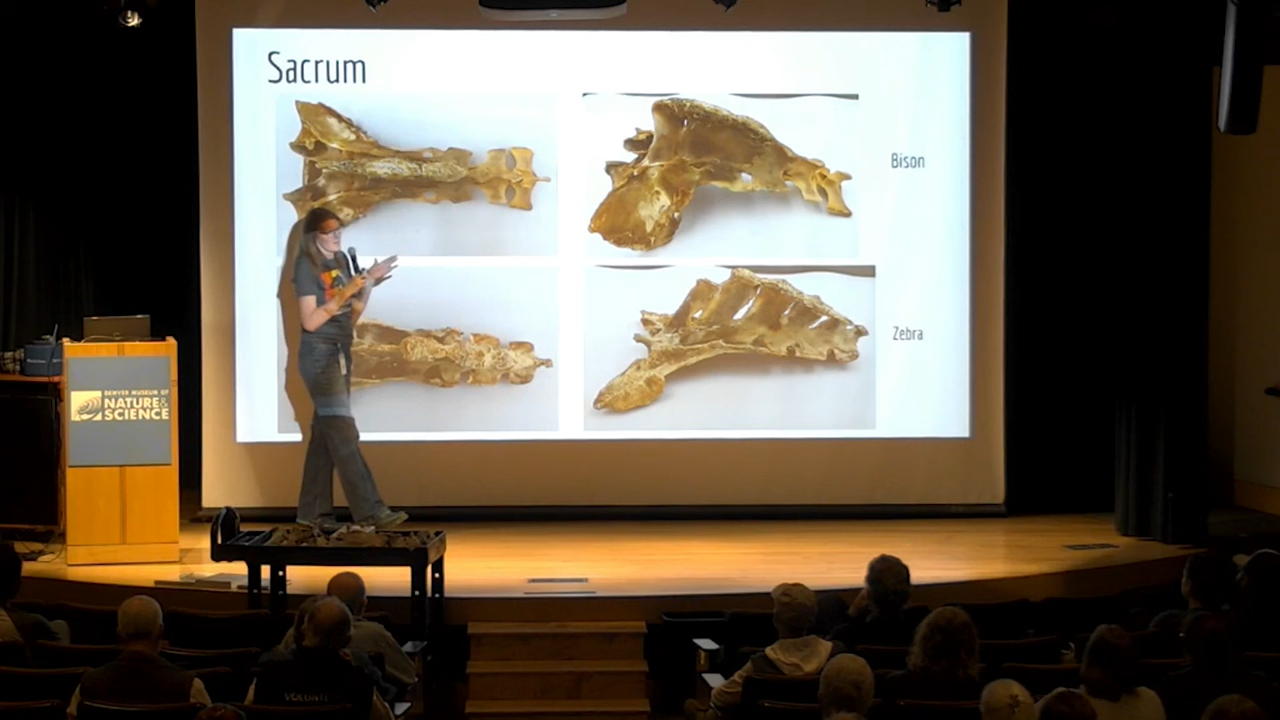 Sacrum
Bison
Zebra
DENVER MUSEUM OF
NATURE &
SCIENCE